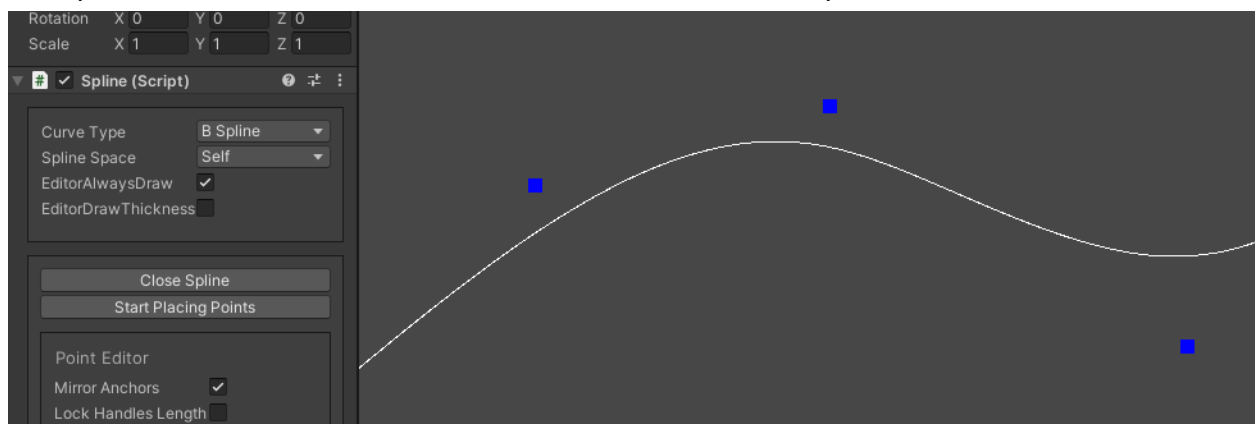 Rotation X 0 Y 0 Z 0
Scale X 1 Y 1 Z 1
# Spline (Script)
Curve Type B Spline
Spline Space Self
EditorAlwaysDraw
EditorDrawThickness
Close Spline
Start Placing Points
Point Editor
Mirror Anchors
Lock Handles Length